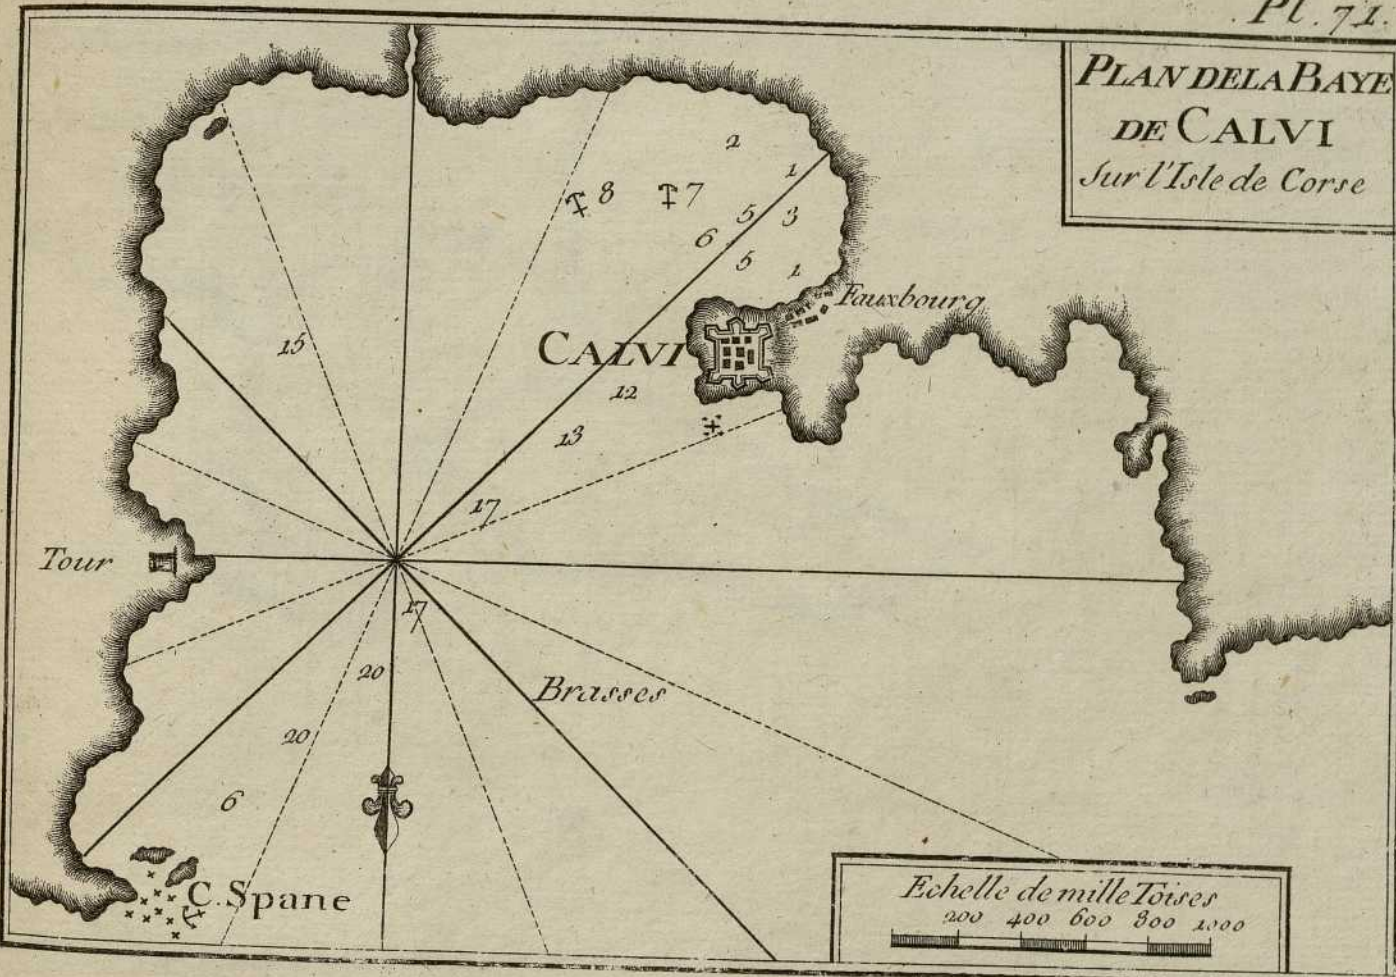 Pl. 71.
PLAN DE LA BAYE
DE CALVI
Sur l'Isle de Corse
2
1
8
7
5
3
6
5
1
Fauxbourg
15
CALVI
12
13
17
Tour
17
20
Brasses
20
6
C. Spane
Echelle de mille Toises
200 400 600 800 1000